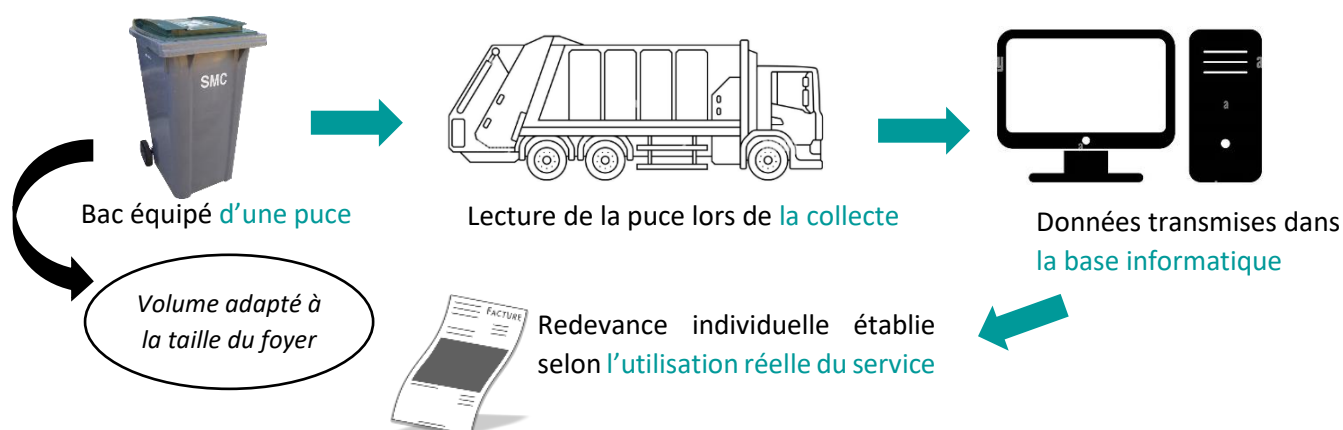 SMC
Bac équipé d’une puce
Volume adapté à
la taille du foyer
Lecture de la puce lors de la collecte
Données transmises dans
la base informatique
FACTURE
Redevance individuelle établie
selon l’utilisation réelle du service